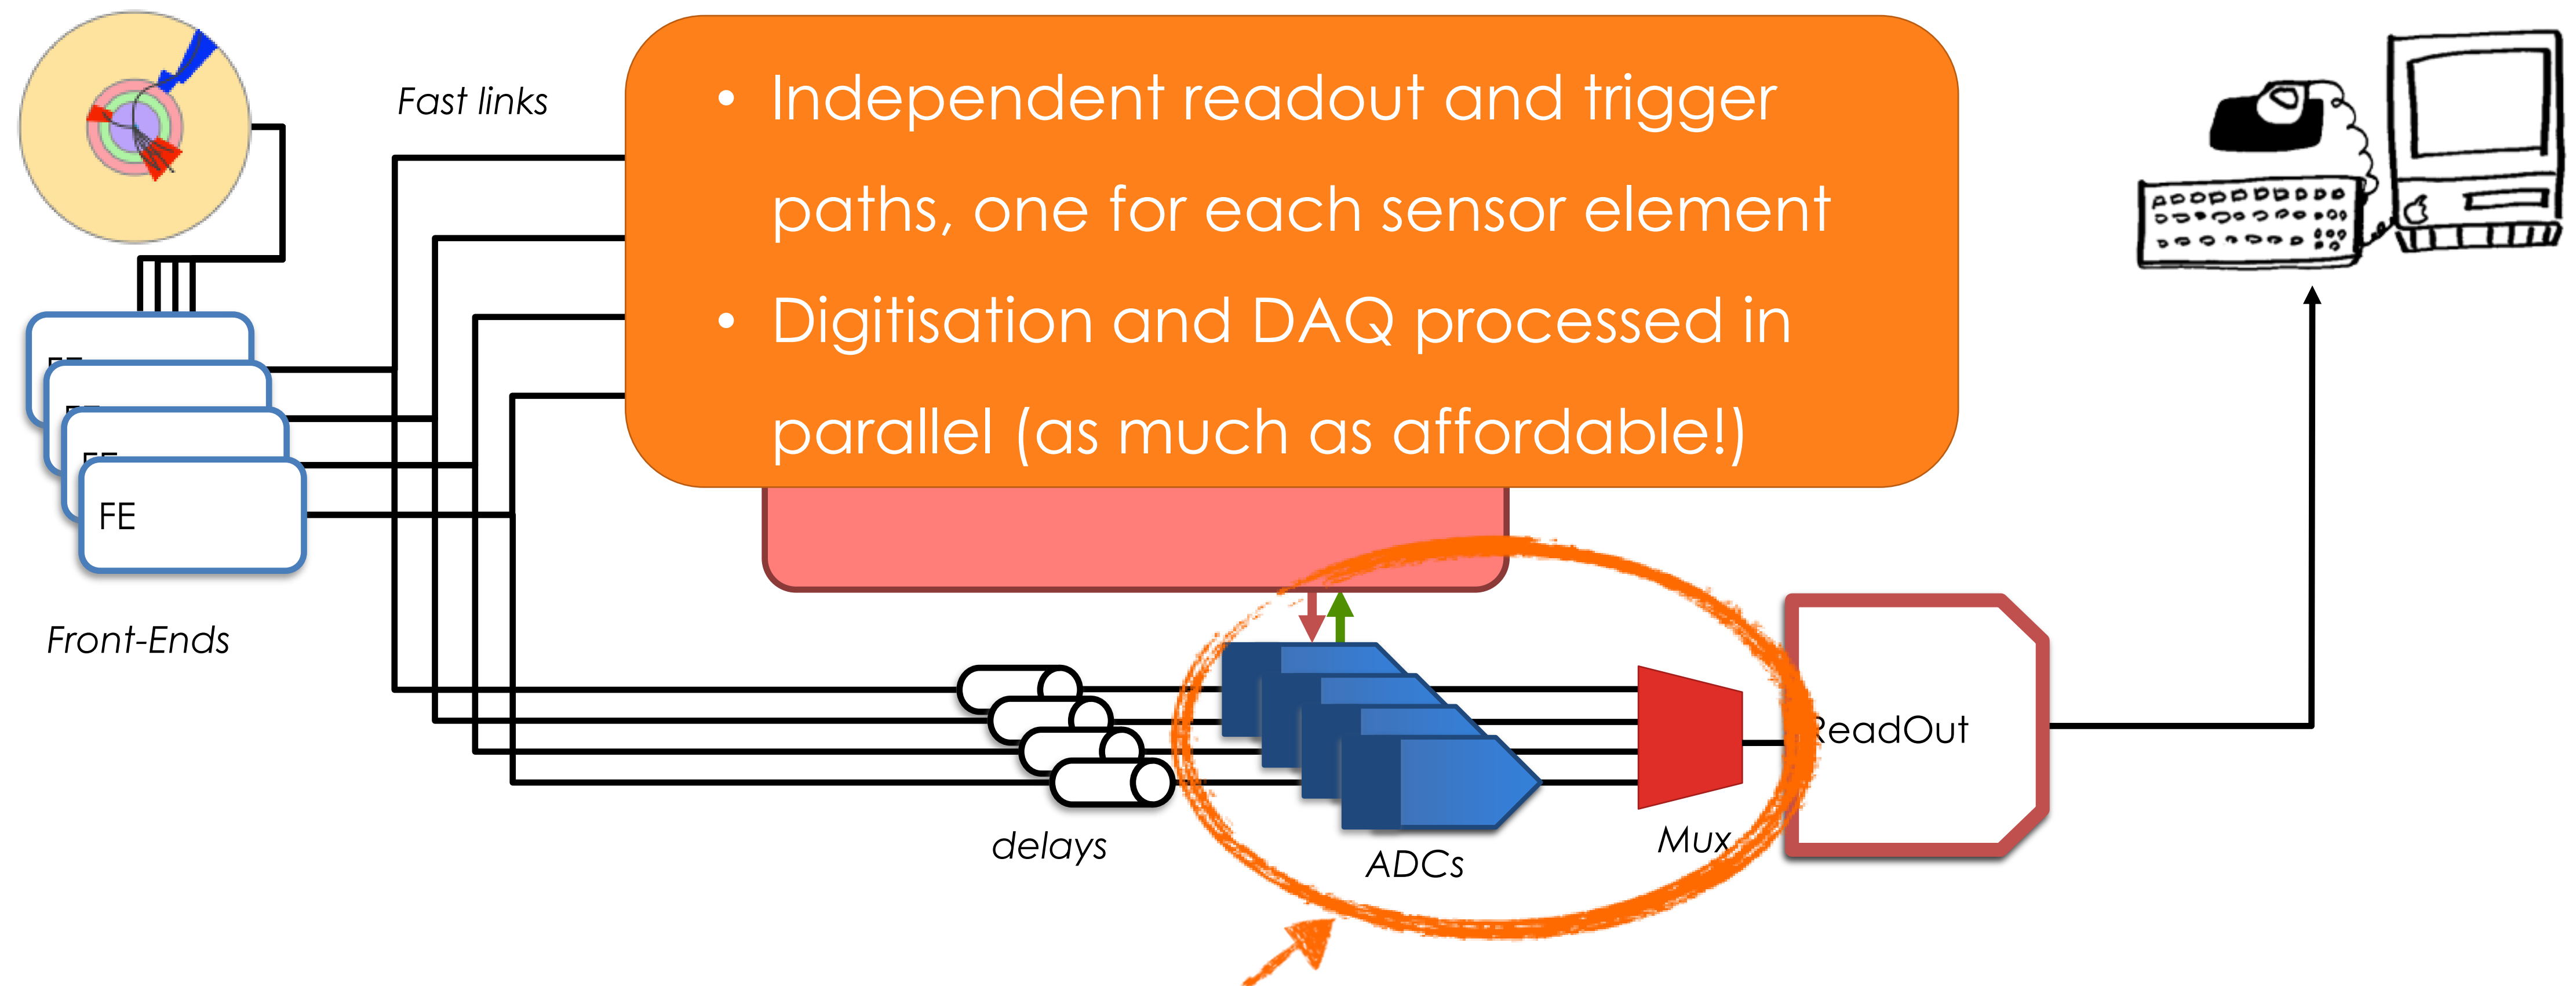 Fast links
• Independent readout and trigger
paths, one for each sensor element
• Digitisation and DAQ processed in
parallel (as much as affordable!)
FE
Front-Ends
ReadOut
delays
ADCs
Mux